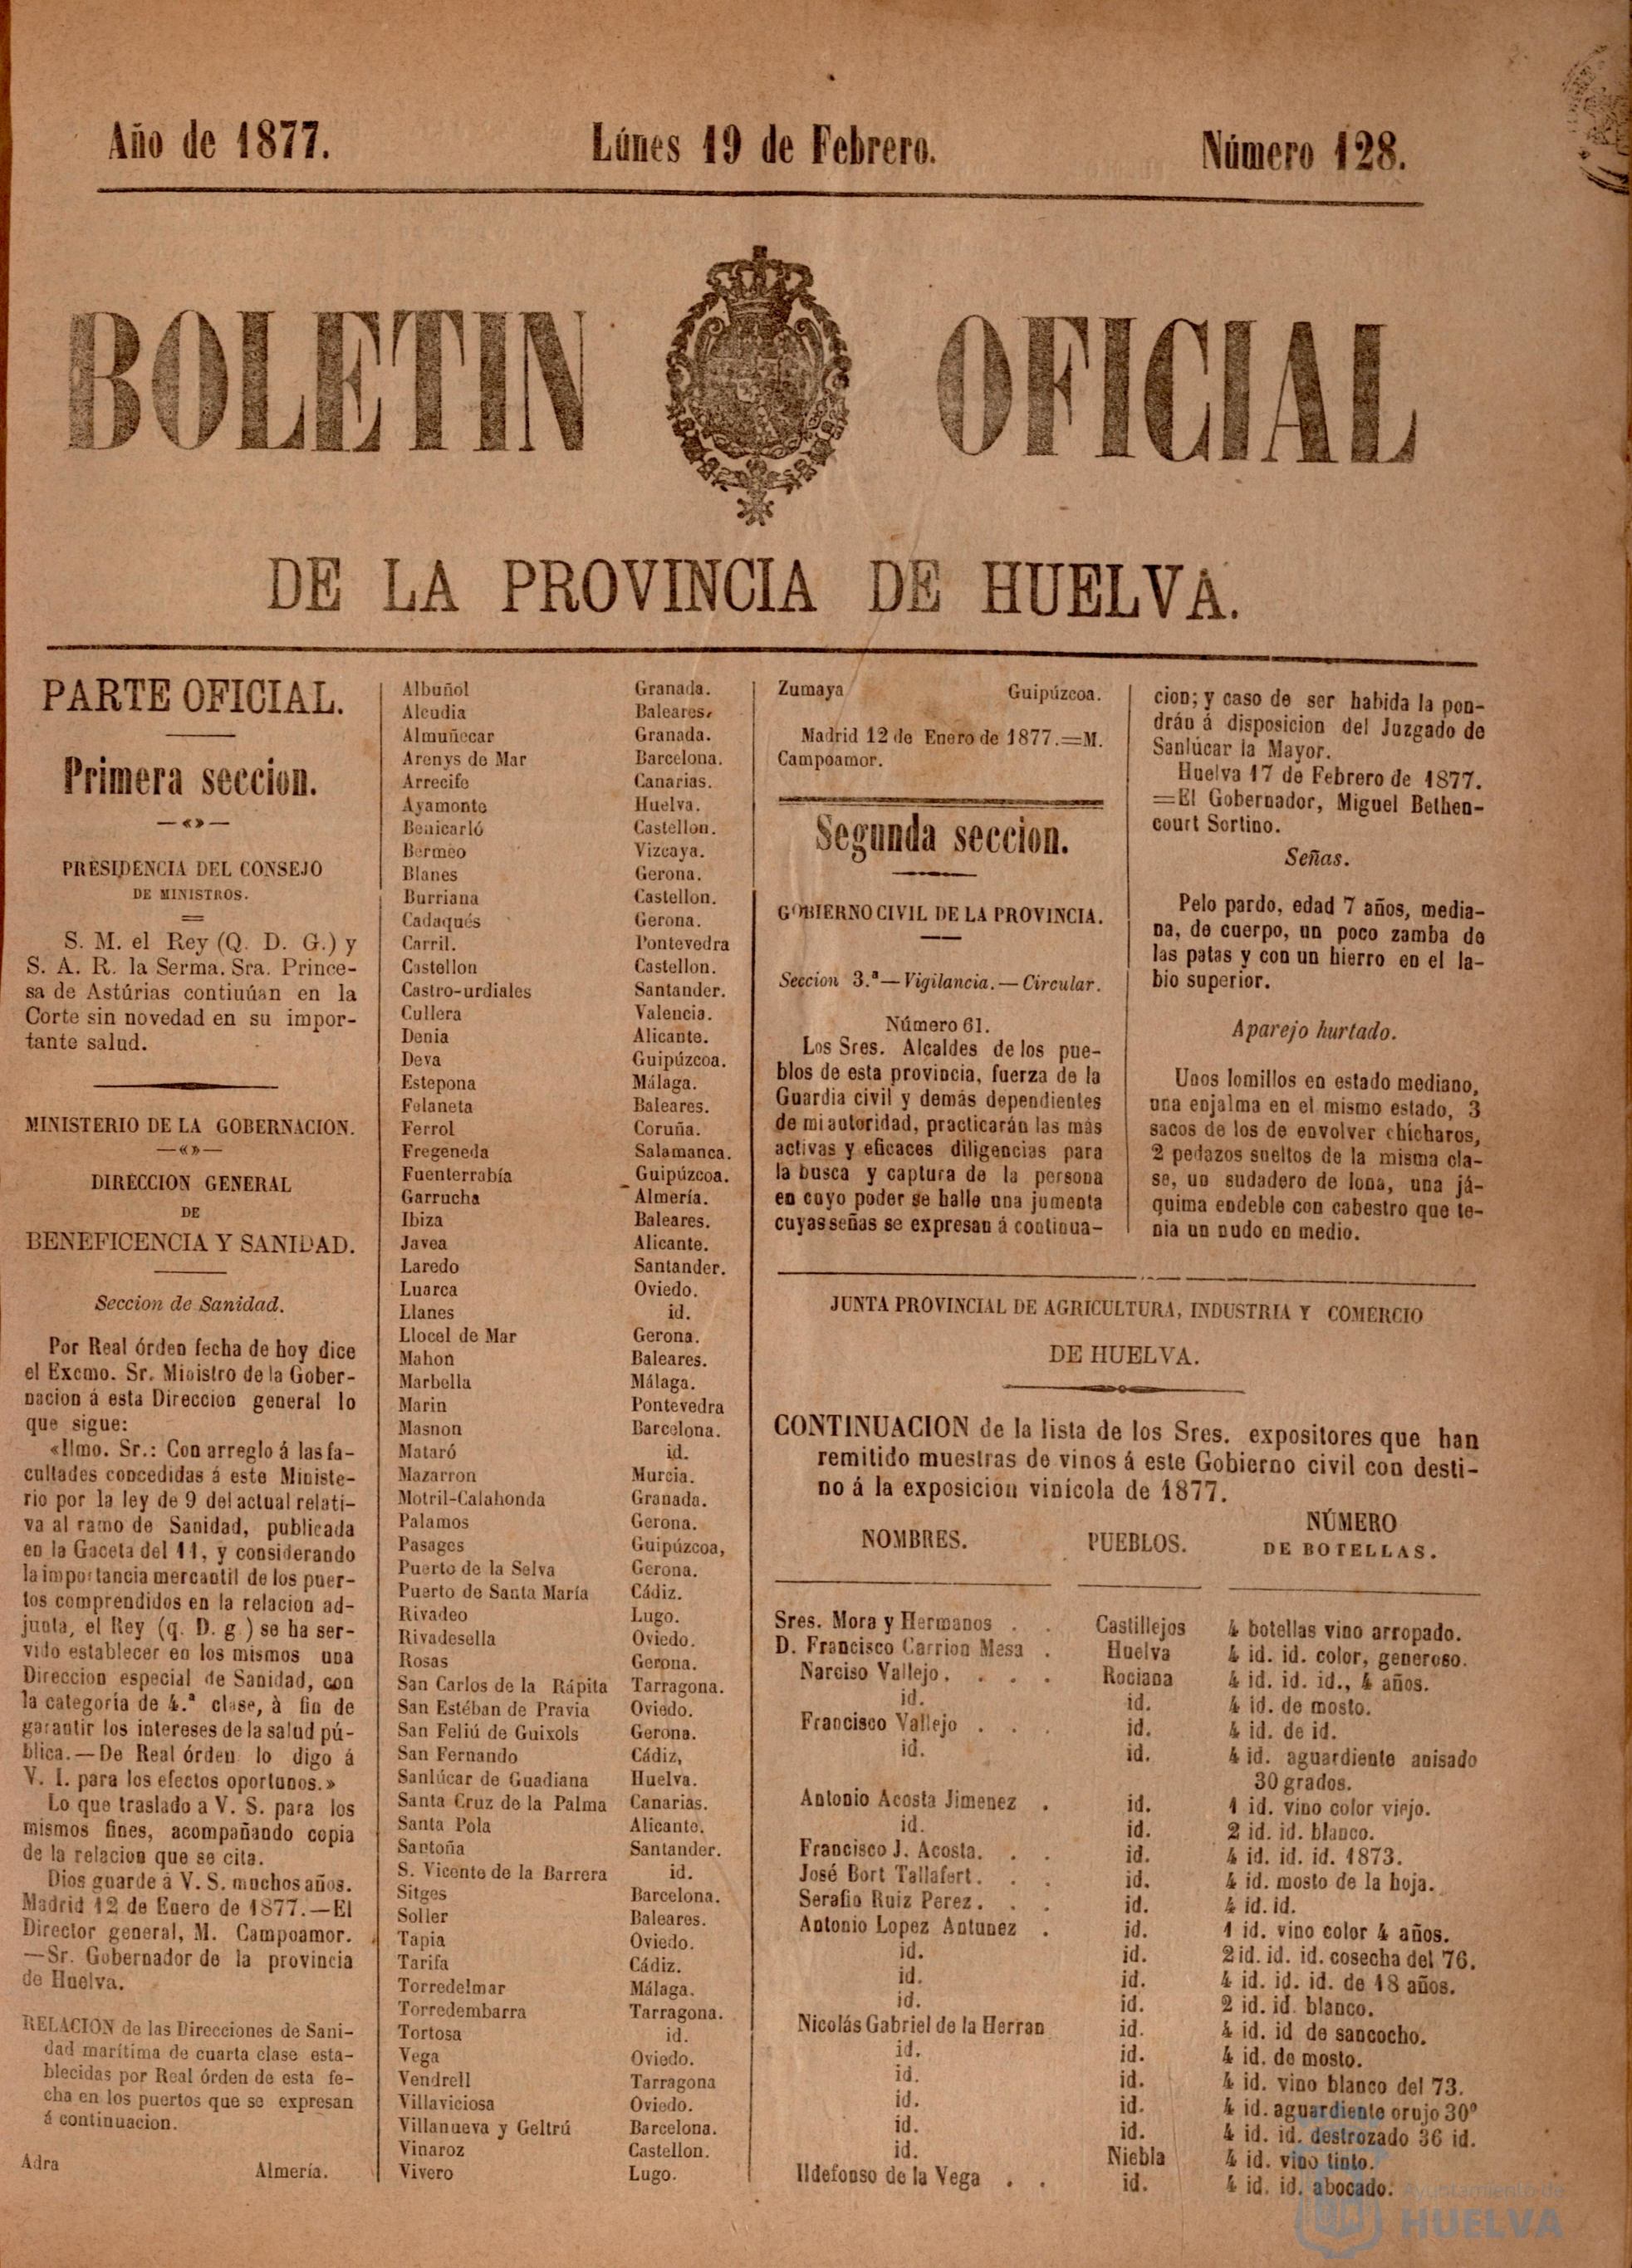 Año de 1877.
Lúnes 19 de Febrero.
Número 128.
BOLETIN OFICIAL
DE LA PROVINCIA DE HUELVA.
PARTE OFICIAL.
Primera seccion.
—«»—
PRESIDENCIA DEL CONSEJO
DE MINISTROS.
S. M. el Rey (Q. D. G.) y
S. A. R. la Serma. Sra. Prince-
sa de Astúrias continúan en la
Corte sin novedad en su impor-
tante salud.
MINISTERIO DE LA GOBERNACION.
—«»—
DIRECCION GENERAL
DE
BENEFICENCIA Y SANIDAD.
Seccion de Sanidad.
Por Real órden fecha de hoy dice
el Excmo. Sr. Ministro de la Gober-
nacion á esta Direccion general lo
que sigue:
«Ilmo. Sr.: Con arreglo á las fa-
cultades concedidas á este Ministe-
rio por la ley de 9 del actual relati-
va al ramo de Sanidad, publicada
en la Gaceta del 11, y considerando
la importancia mercantil de los puer-
tos comprendidos en la relacion ad-
junta, el Rey (q. D. g.) se ha ser-
vido establecer en los mismos una
Direccion especial de Sanidad, con
la categoría de 4.ª clase, à fin de
garantir los intereses de la salud pú-
blica.—De Real órden lo digo á
V. I. para los efectos oportunos.»
Lo que traslado a V. S. para los
mismos fines, acompañando copia
de la relacion que se cita.
Dios guarde á V. S. muchos años.
Madrid 12 de Enero de 1877.—El
Director general, M. Campoamor.
—Sr. Gobernador de la provincia
de Huelva.
RELACION de las Direcciones de Sani-
dad marítima de cuarta clase esta-
blecidas por Real órden de esta fe-
cha en los puertos que se expresan
á continuacion.
Adra Almería.
Albuñol Granada.
Alcudia Baleares.
Almuñecar Granada.
Arenys de Mar Barcelona.
Arrecife Canarias.
Ayamonte Huelva.
Benicarló Castellon.
Bermeo Vizcaya.
Blanes Gerona.
Burriana Castellon.
Cadaqués Gerona.
Carril. Pontevedra
Castellon Castellon.
Castro-urdiales Santander.
Cullera Valencia.
Denia Alicante.
Deva Guipúzcoa.
Estepona Málaga.
Felaneta Baleares.
Ferrol Coruña.
Fregeneda Salamanca.
Fuenterrabía Guipúzcoa.
Garrucha Almería.
Ibiza Baleares.
Javea Alicante.
Laredo Santander.
Luarca Oviedo.
Llanes id.
Llocel de Mar Gerona.
Mahon Baleares.
Marbella Málaga.
Marin Pontevedra
Masnon Barcelona.
Mataró id.
Mazarron Murcia.
Motril-Calahonda Granada.
Palamos Gerona.
Pasages Guipúzcoa,
Puerto de la Selva Gerona.
Puerto de Santa María Cádiz.
Rivadeo Lugo.
Rivadesella Oviedo.
Rosas Gerona.
San Carlos de la Rápita Tarragona.
San Estéban de Pravia Oviedo.
San Feliú de Guixols Gerona.
San Fernando Cádiz,
Sanlúcar de Guadiana Huelva.
Santa Cruz de la Palma Canarias.
Santa Pola Alicante.
Santoña Santander.
S. Vicente de la Barrera id.
Sitges Barcelona.
Soller Baleares.
Tapia Oviedo.
Tarifa Cádiz.
Torredelmar Málaga.
Torredembarra Tarragona.
Tortosa id.
Vega Oviedo.
Vendrell Tarragona
Villaviciosa Oviedo.
Villanueva y Geltrú Barcelona.
Vinaroz Castellon.
Vivero Lugo.
Zumaya Guipúzcoa.
Madrid 12 de Enero de 1877.=M.
Campoamor.
Segunda seccion.
GOBIERNO CIVIL DE LA PROVINCIA.
Seccion 3.ª—Vigilancia.—Circular.
Número 61.
Los Sres. Alcaldes de los pue-
blos de esta provincia, fuerza de la
Guardia civil y demás dependientes
de mi autoridad, practicarán las más
activas y eficaces diligencias para
la busca y captura de la persona
en cuyo poder se halle una jumenta
cuyas señas se expresan á continua-
cion; y caso de ser habida la pon-
drán á disposicion del Juzgado de
Sanlúcar la Mayor.
Huelva 17 de Febrero de 1877.
=El Gobernador, Miguel Bethen-
court Sortino.
Señas.
Pelo pardo, edad 7 años, media-
na, de cuerpo, un poco zamba de
las patas y con un hierro en el la-
bio superior.
Aparejo hurtado.
Unos lomillos en estado mediano,
una enjalma en el mismo estado, 3
sacos de los de envolver chícharos,
2 pedazos sueltos de la misma cla-
se, un sudadero de lona, una já-
quima endeble con cabestro que te-
nia un nudo en medio.
JUNTA PROVINCIAL DE AGRICULTURA, INDUSTRIA Y COMERCIO
DE HUELVA.
CONTINUACION de la lista de los Sres. expositores que han
remitido muestras de vinos á este Gobierno civil con desti-
no á la exposicion vinícola de 1877.
NOMBRES. PUEBLOS. NÚMERO
DE BOTELLAS.
Sres. Mora y Hermanos . . Castillejos 4 botellas vino arropado.
D. Francisco Carrion Mesa . Huelva 4 id. id. color, generoso.
Narciso Vallejo. . . . Rociana 4 id. id. id., 4 años.
id. id. 4 id. de mosto.
Francisco Vallejo . . . id. 4 id. de id.
id. id. 4 id. aguardiente anisado
30 grados.
Antonio Acosta Jimenez . id. 1 id. vino color viejo.
id. id. 2 id. id. blanco.
Francisco J. Acosta. . . id. 4 id. id. id. 1873.
José Bort Tallafert. . . id. 4 id. mosto de la hoja.
Serafio Ruiz Perez. . . id. 4 id. id.
Antonio Lopez Antunez . id. 1 id. vino color 4 años.
id. id. 2 id. id. id. cosecha del 76.
id. id. 4 id. id. id. de 18 años.
id. id. 2 id. id. blanco.
Nicolás Gabriel de la Herran id. 4 id. id de sancocho.
id. id. 4 id. de mosto.
id. id. 4 id. vino blanco del 73.
id. id. 4 id. aguardiente orujo 30º
id. id. 4 id. id. destrozado 36 id.
id. Niebla 4 id. vino tinto.
Ildefonso de la Vega . . id. 4 id. id. abocado.
Ayuntamiento de
HUELVA